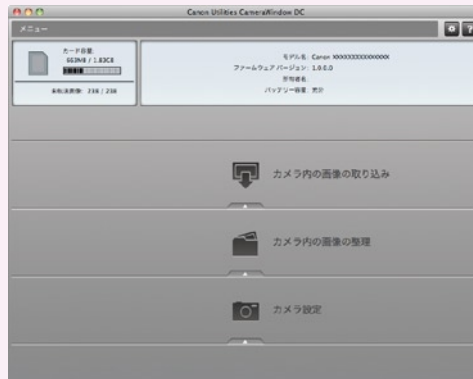 Canon Utilities CameraWindow DC
メニュー
?
カード容量:
663MB / 1.83GB
未転送画像: 238 / 238
モデル名: Canon XXXXXXXXXXXXXXX
ファームウェアバージョン: 1.0.0.0
所有者名:
バッテリー容量: 充分
カメラ内の画像の取り込み
カメラ内の画像の整理
カメラ設定